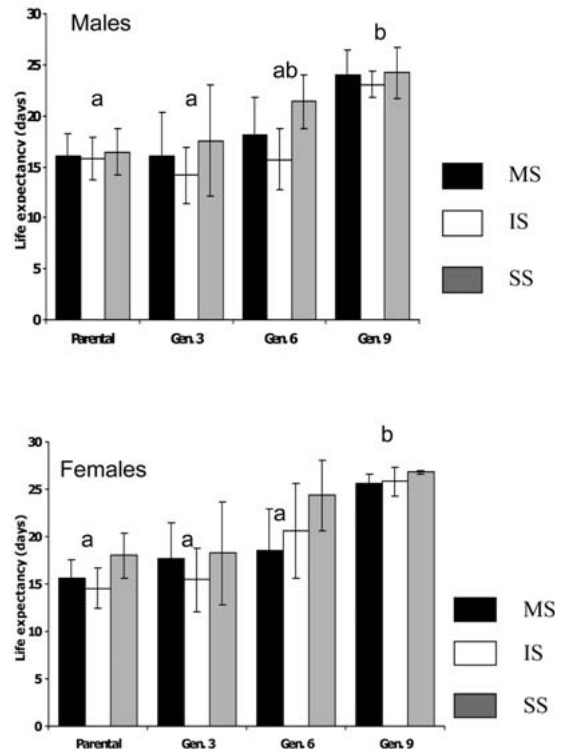 Males
Life expectancy (days)
30
25
20
15
10
5
0
a
a
ab
b
Parental
Gen. 3
Gen. 6
Gen. 9
MS
IS
SS
Females
Life expectancy (days)
30
25
20
15
10
5
0
a
a
a
b
Parental
Gen. 3
Gen. 6
Gen. 9
MS
IS
SS